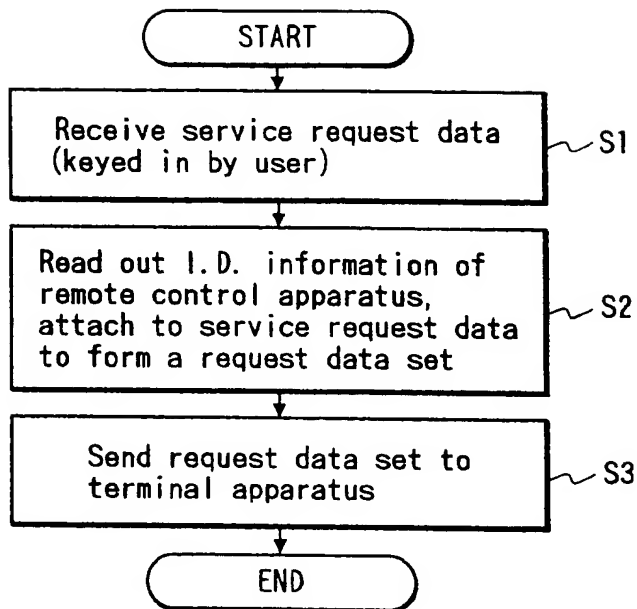 START
Receive service request data
(keyed in by user)
S1
Read out I.D. information of
remote control apparatus,
attach to service request data
to form a request data set
S2
Send request data set to
terminal apparatus
S3
END